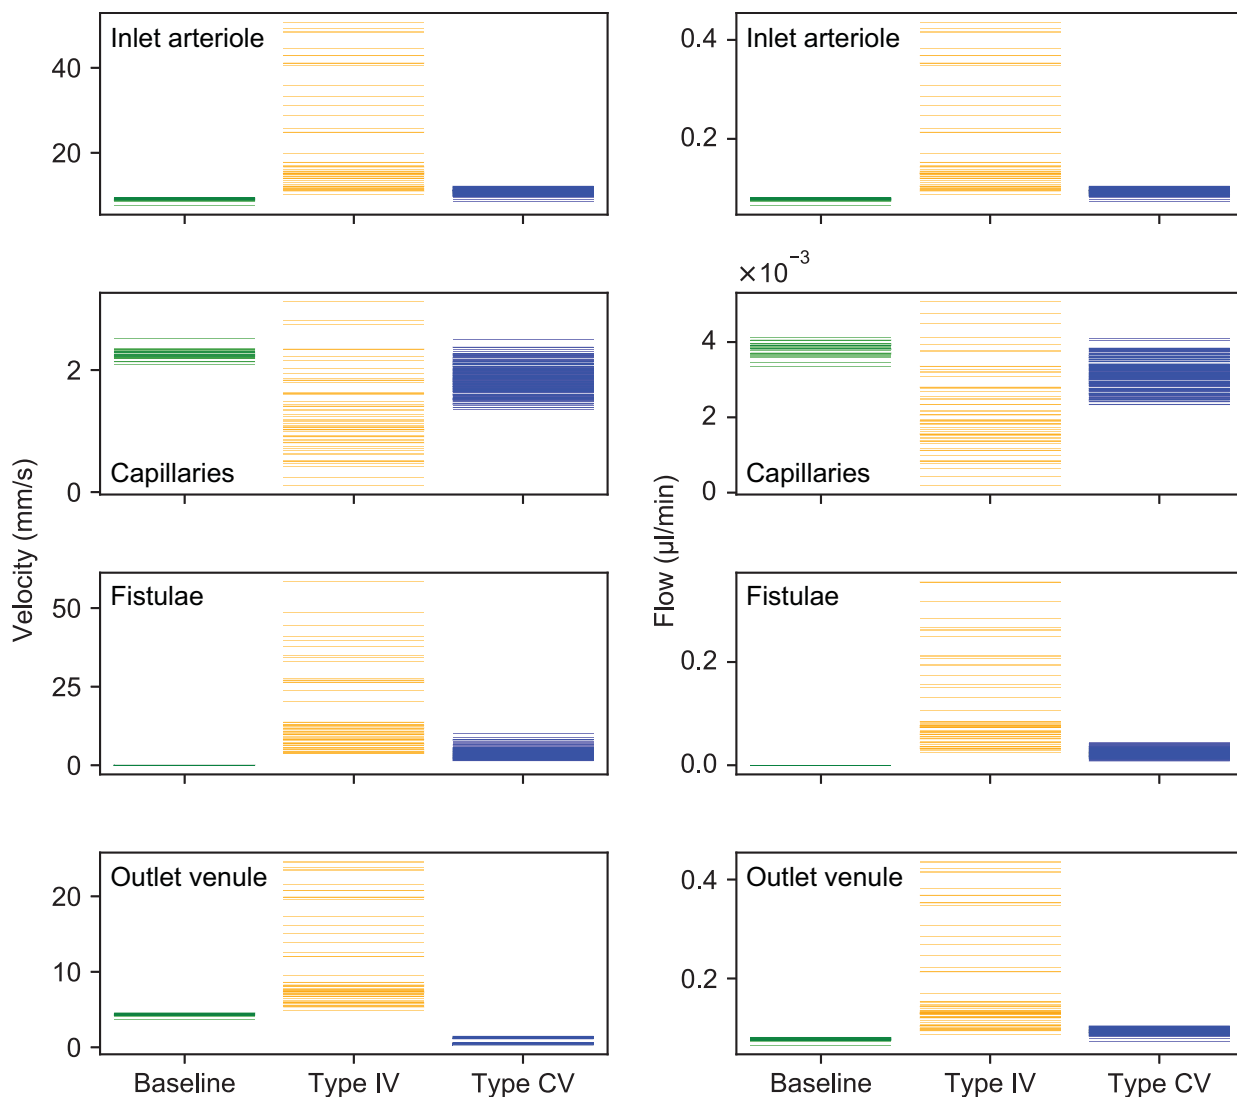 Inlet arteriole
40
20
Inlet arteriole
0.4
0.2
Capillaries
2
0
×10⁻³
Capillaries
4
2
0
Velocity (mm/s)
Flow (µl/min)
Fistulae
50
25
0
Fistulae
0.2
0.0
Outlet venule
20
10
0
Outlet venule
0.4
0.2
Baseline Type IV Type CV
Baseline Type IV Type CV